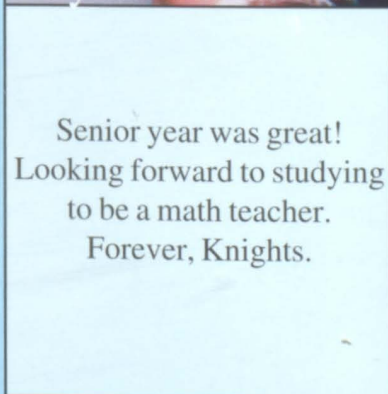 Senior year was great!
Looking forward to studying
to be a math teacher.
Forever, Knights.